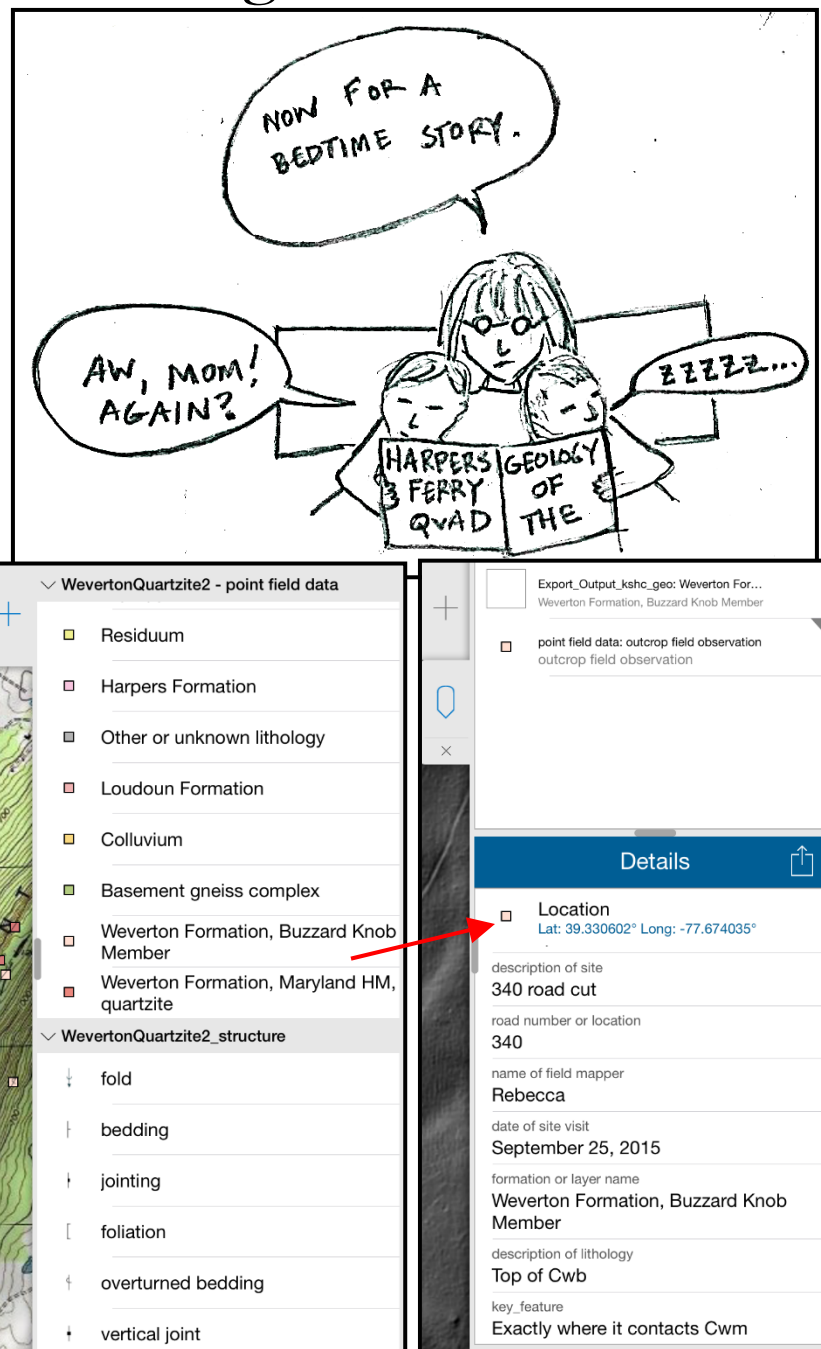 NOW FOR A
BEDTIME STORY.
AW, MOM!
AGAIN?
ZZZZZ...
HARPERS
FERRY
QUAD
GEOLOGY
OF
THE
WevertonQuartzite2 - point field data
Residuum
Harpers Formation
Other or unknown lithology
Loudoun Formation
Colluvium
Basement gneiss complex
Weverton Formation, Buzzard Knob
Member
Weverton Formation, Maryland HM,
quartzite
WevertonQuartzite2_structure
fold
bedding
jointing
foliation
overturned bedding
vertical joint
Export_Output_kshc_geo: Weverton For...
Weverton Formation, Buzzard Knob Member
point field data: outcrop field observation
outcrop field observation
Details
Location
Lat: 39.330602° Long: -77.674035°
description of site
340 road cut
road number or location
340
name of field mapper
Rebecca
date of site visit
September 25, 2015
formation or layer name
Weverton Formation, Buzzard Knob
Member
description of lithology
Top of Cwb
key_feature
Exactly where it contacts Cwm